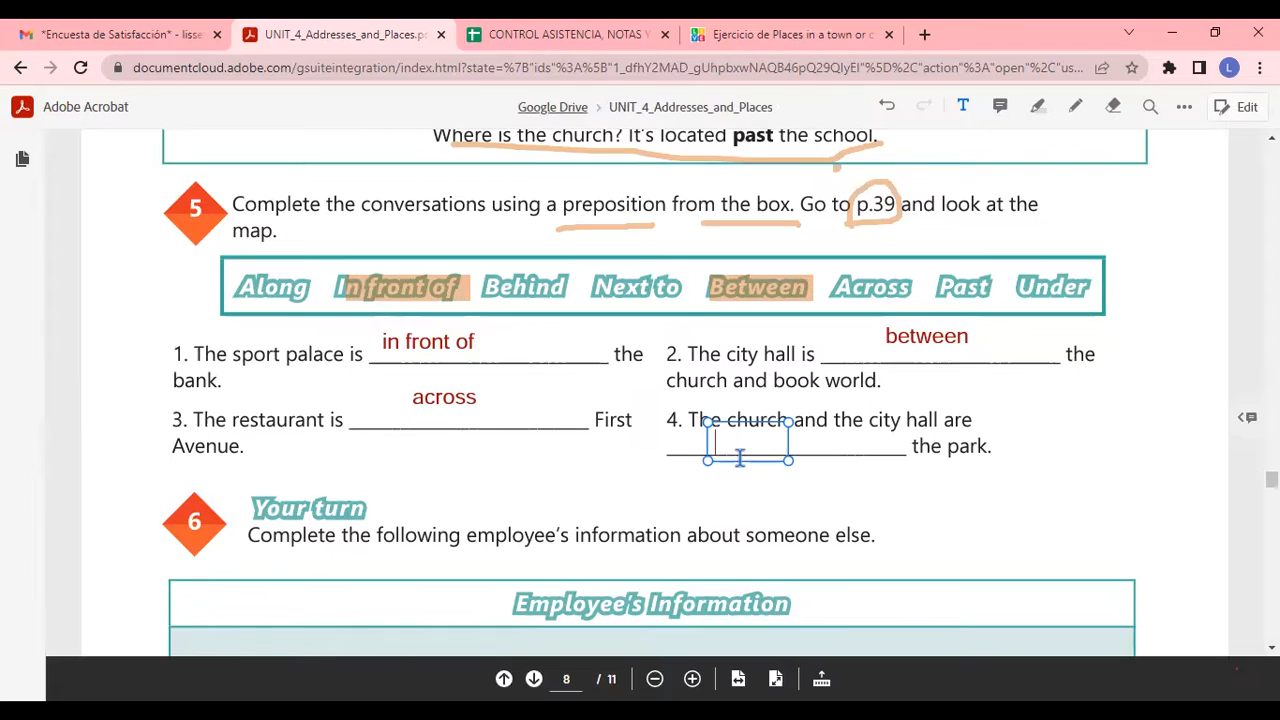 *Encuesta de Satisfacción* - lisse
UNIT_4_Addresses_and_Places.pd
CONTROL ASISTENCIA, NOTAS Y
Ejercicio de Places in a town or c
documentcloud.adobe.com/gsuiteintegration/index.html?state=%7B"ids"%3A%5B"1_dfhY2MAD_gUhpbxwNAQB46pQ29QIyEI"%5D%2C"action"%3A"open"%2C"us...
L
Adobe Acrobat
Google Drive > UNIT_4_Addresses_and_Places
Edit
Where is the church? It's located past the school.
5
Complete the conversations using a preposition from the box. Go to p.39 and look at the
map.
Along In front of Behind Next to Between Across Past Under
in front of
1. The sport palace is ________ the
bank.
between
2. The city hall is ________ the
church and book world.
across
3. The restaurant is ________ First
Avenue.
4. The church and the city hall are
________ the park.
6
Your turn
Complete the following employee's information about someone else.
Employee's Information
8 / 11